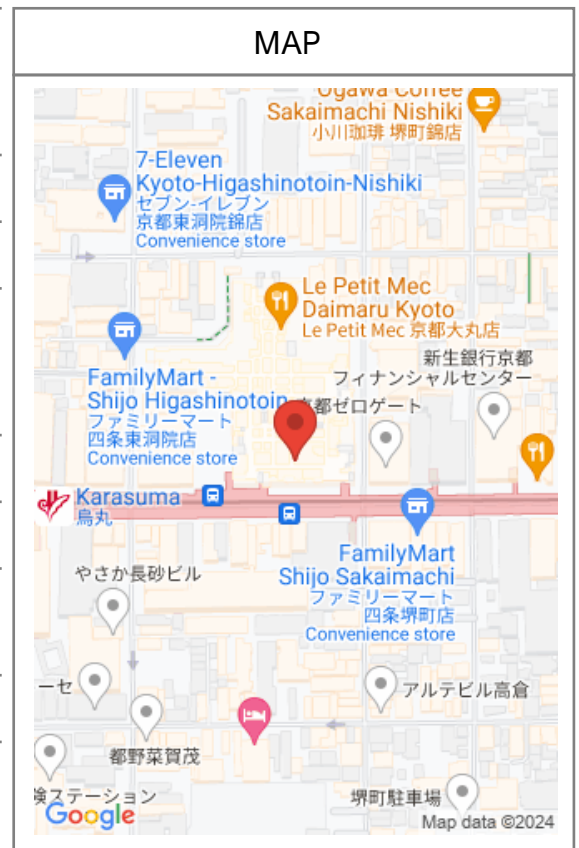 MAP
Ogawa Coffee
Sakaimachi Nishiki
小川珈琲 堺町錦店
7-Eleven
Kyoto-Higashinotoin-Nishiki
セブン-イレブン
京都東洞院錦店
Convenience store
Le Petit Mec
Daimaru Kyoto
Le Petit Mec 京都大丸店
新生銀行京都
フィナンシャルセンター
FamilyMart -
Shijo Higashinotoin
ファミリーマート
四条東洞院店
Convenience store
都ゼロゲート
Karasuma
烏丸
FamilyMart
Shijo Sakaimachi
ファミリーマート
四条堺町店
Convenience store
やさか長砂ビル
ーセ
アルテビル高倉
都野菜賀茂
険ステーション
堺町駐車場
Google
Map data ©2024